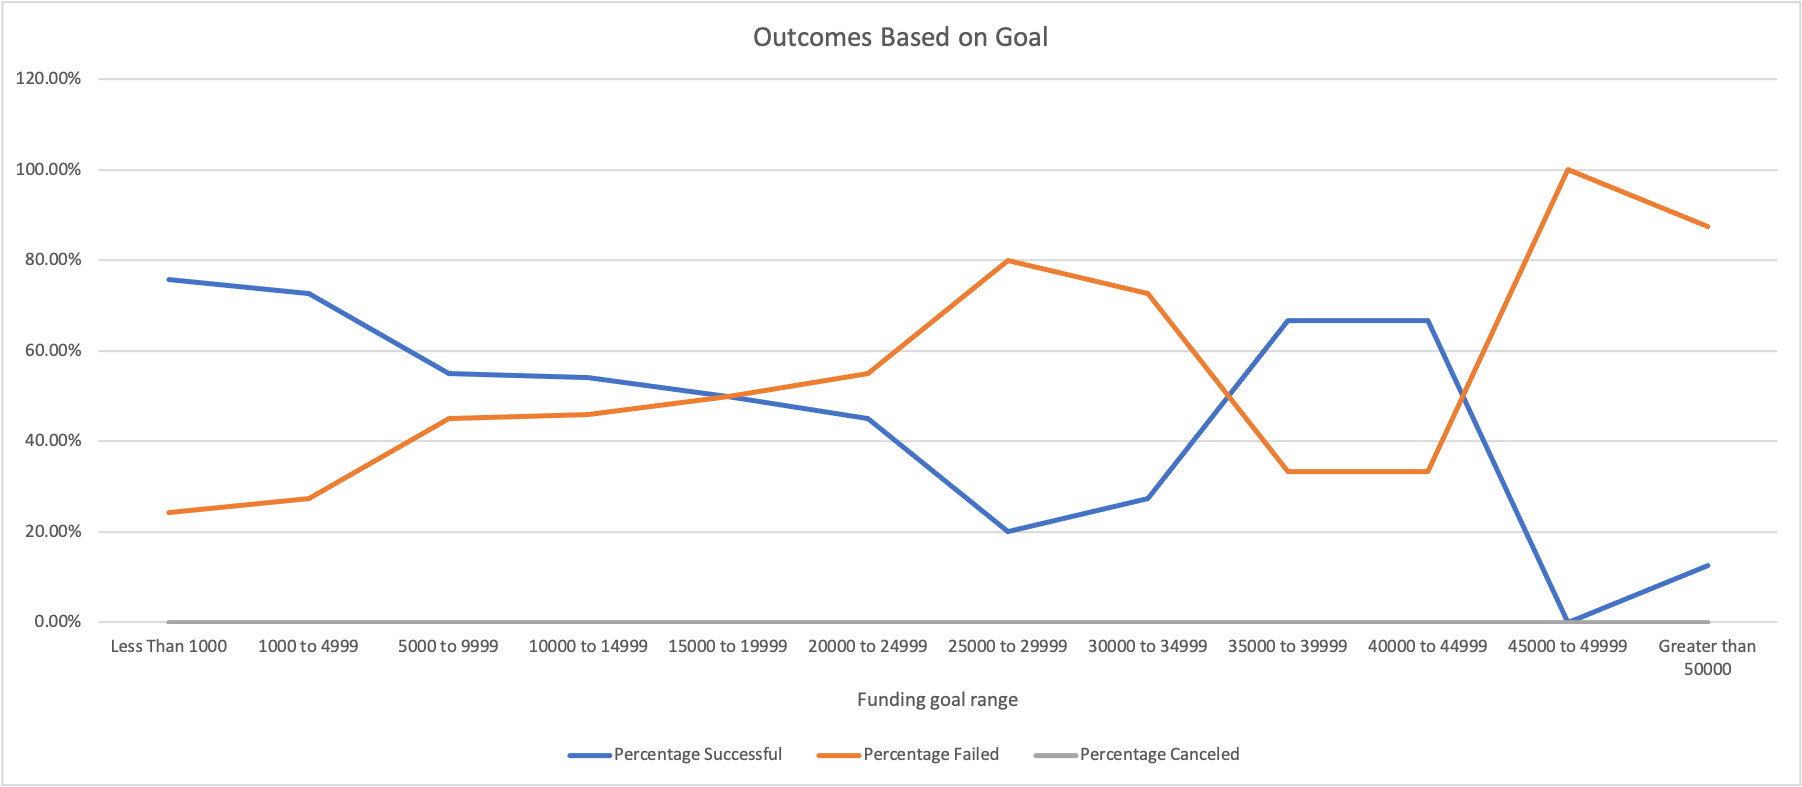 Outcomes Based on Goal
120.00%
100.00%
80.00%
60.00%
40.00%
20.00%
0.00%
Less Than 1000 1000 to 4999 5000 to 9999 10000 to 14999 15000 to 19999 20000 to 24999 25000 to 29999 30000 to 34999 35000 to 39999 40000 to 44999 45000 to 49999 Greater than
50000
Funding goal range
Percentage Successful Percentage Failed Percentage Canceled